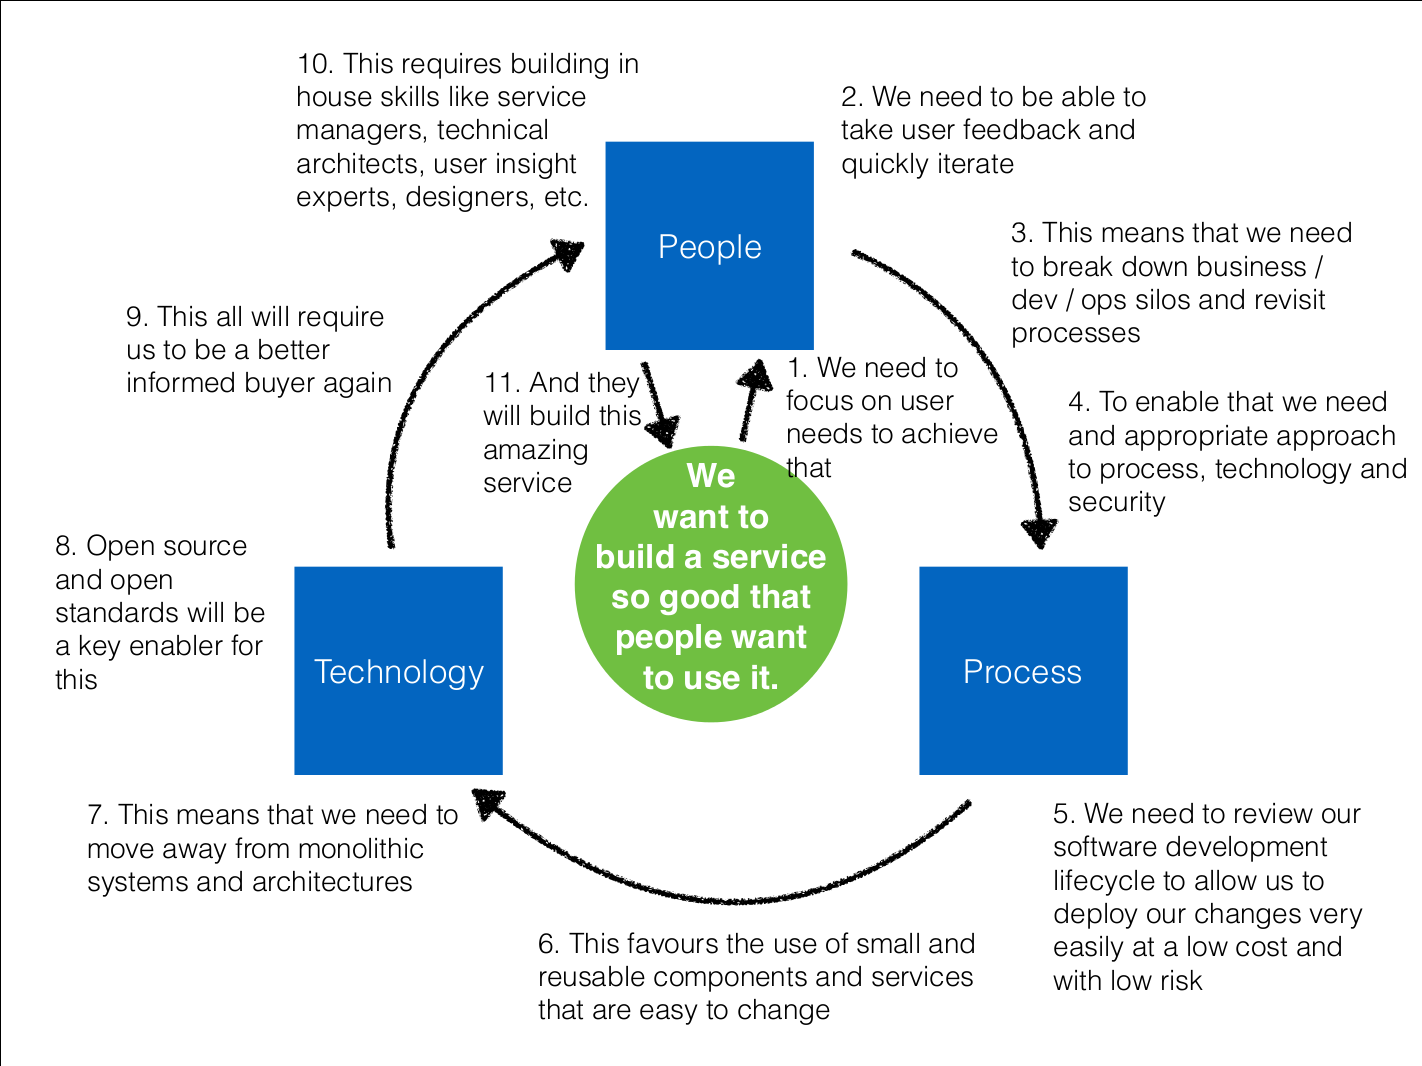 10. This requires building in
house skills like service
managers, technical
architects, user insight
experts, designers, etc.
2. We need to be able to
take user feedback and
quickly iterate
People
3. This means that we need
to break down business /
dev / ops silos and revisit
processes
9. This all will require
us to be a better
informed buyer again
11. And they
will build this
amazing
service
1. We need to
focus on user
needs to achieve
that
4. To enable that we need
and appropriate approach
to process, technology and
security
We
want to
build a service
so good that
people want
to use it.
8. Open source
and open
standards will be
a key enabler for
this
Technology
Process
7. This means that we need to
move away from monolithic
systems and architectures
5. We need to review our
software development
lifecycle to allow us to
deploy our changes very
easily at a low cost and
with low risk
6. This favours the use of small and
reusable components and services
that are easy to change